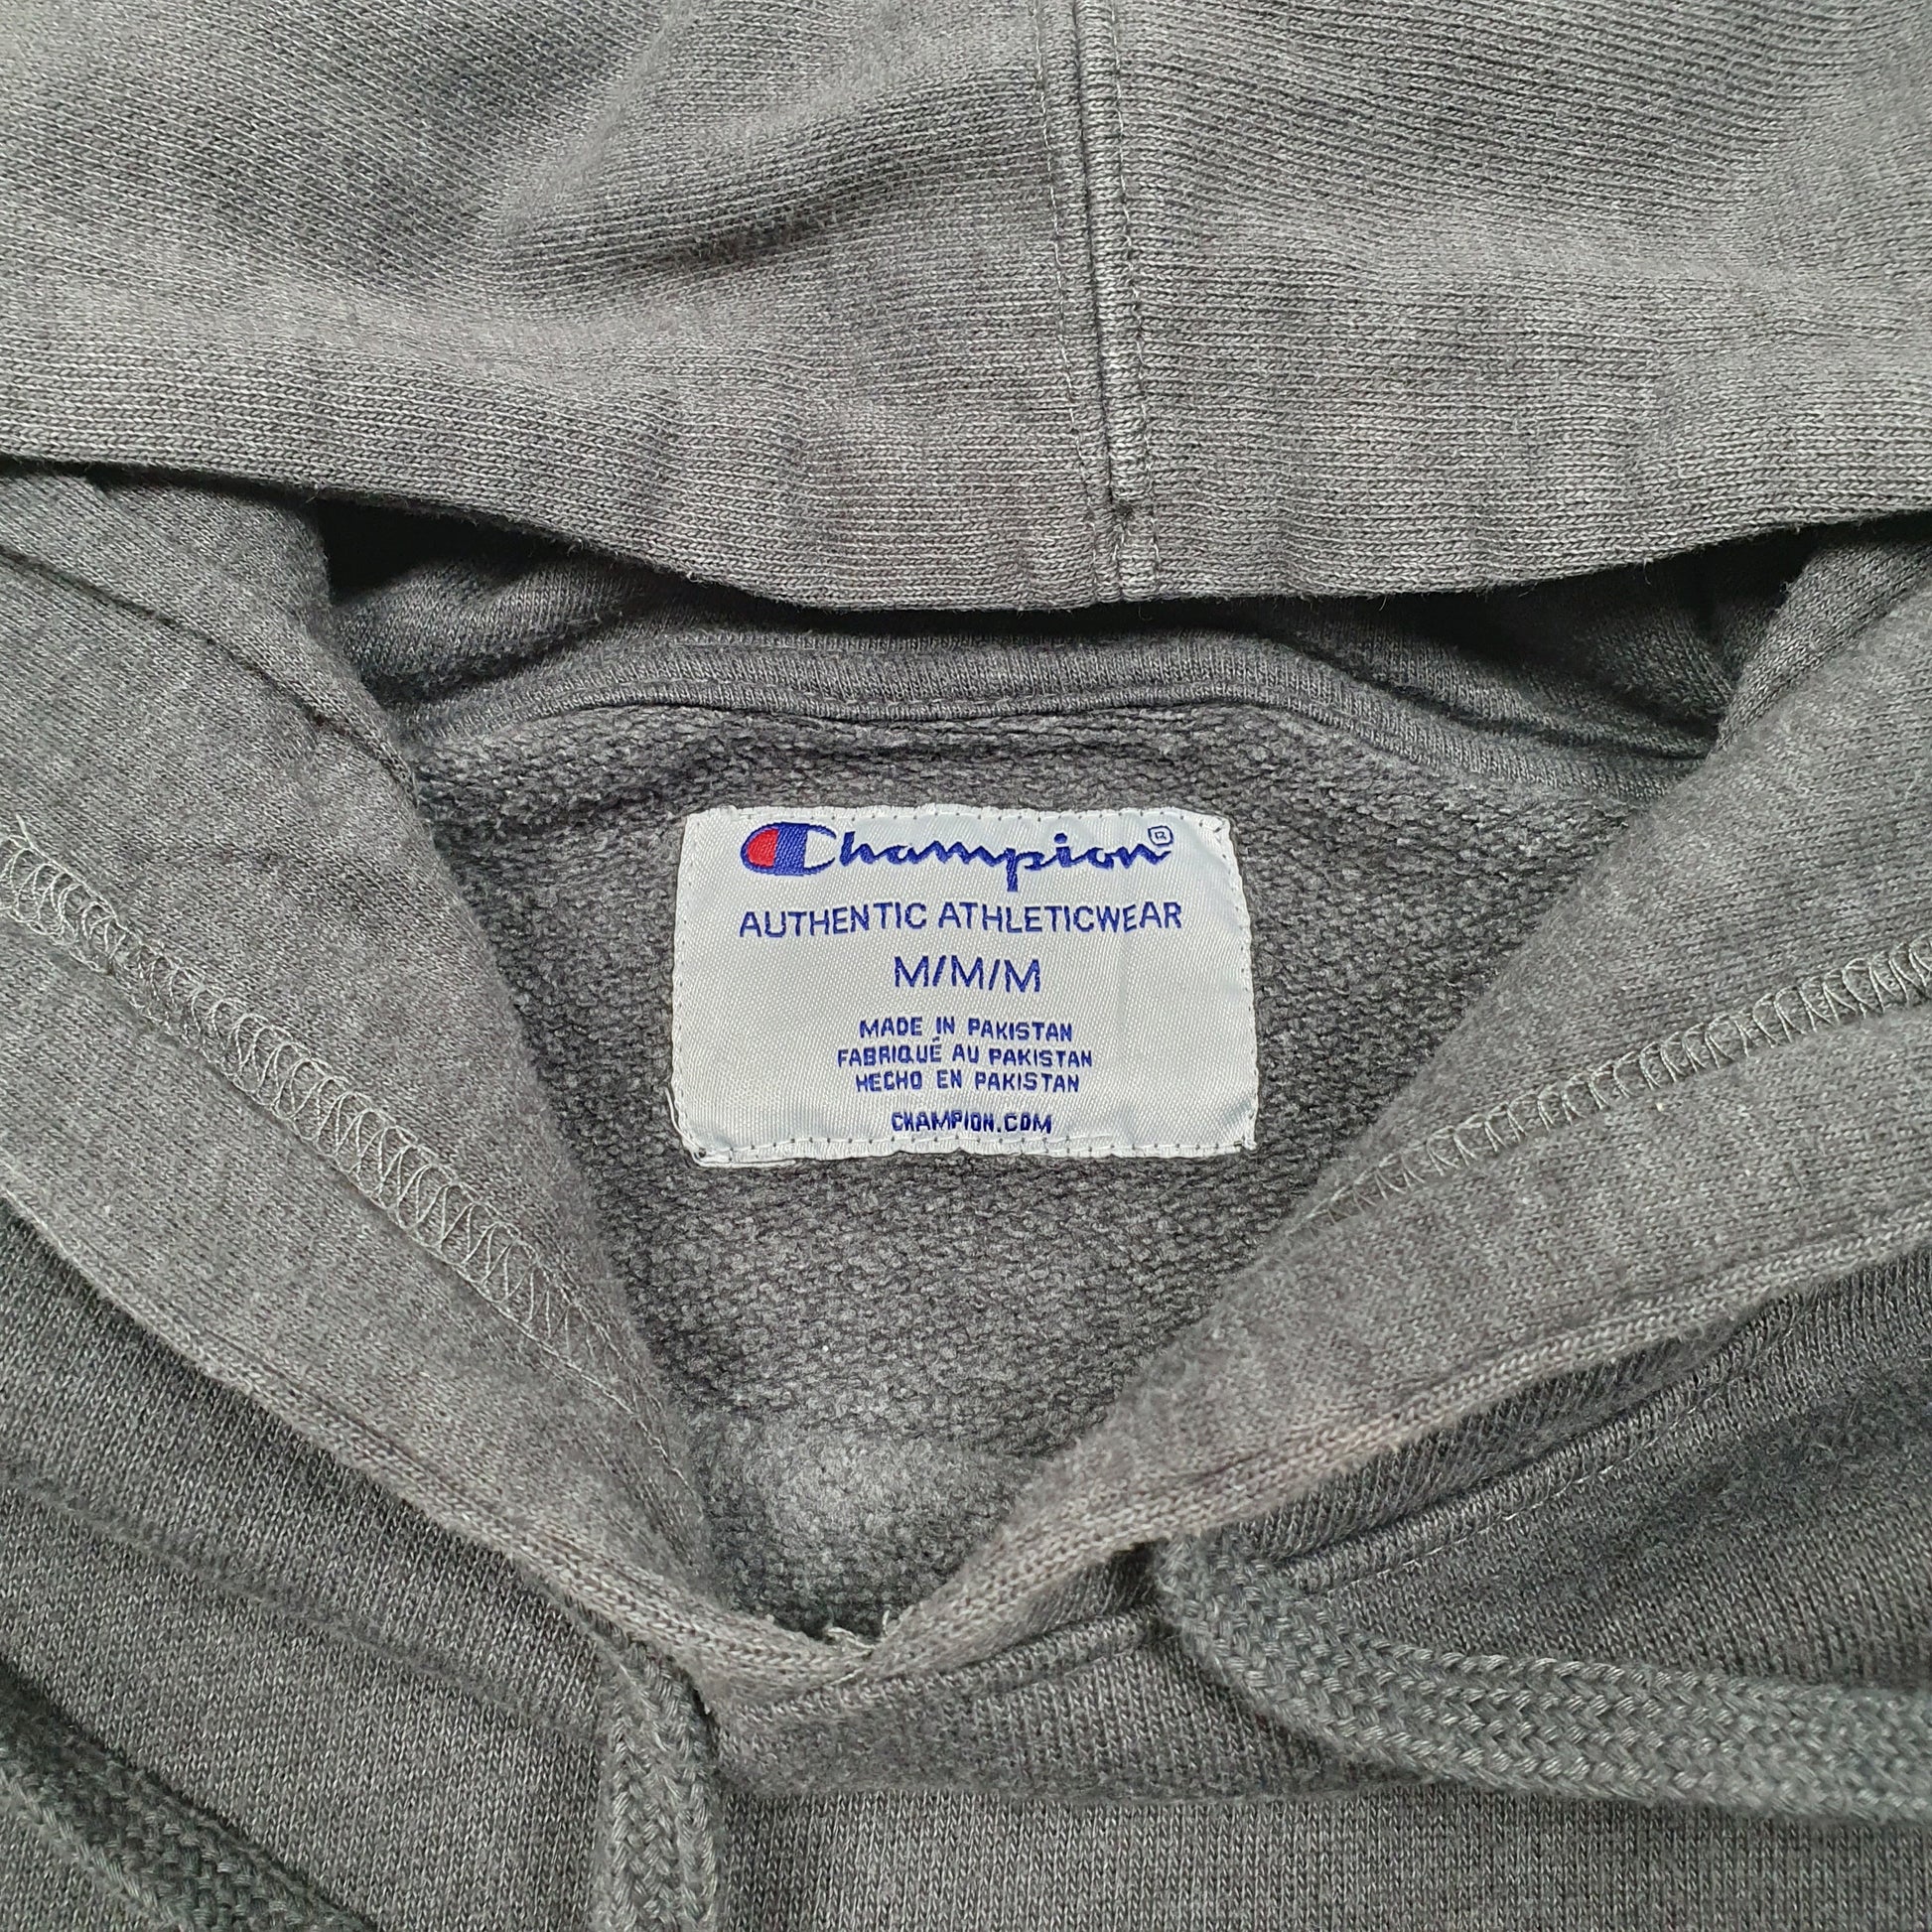 Champion®
AUTHENTIC ATHLETICWEAR
M/M/M
MADE IN PAKISTAN
FABRIQUÉ AU PAKISTAN
HECHO EN PAKISTAN
CHAMPION.COM